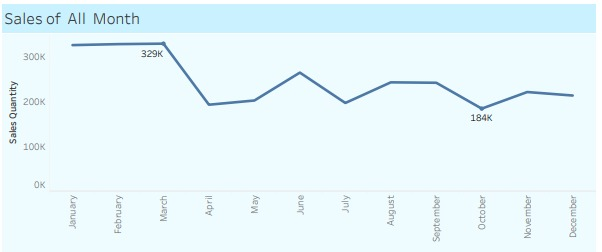 Sales of All Month
Sales Quantity
300K
200K
100K
0K
329K
184K
January
February
March
April
May
June
July
August
September
October
November
December